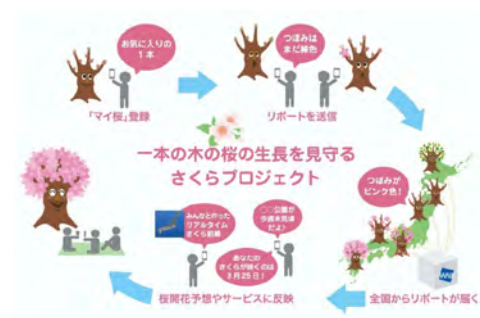 お気に入りの
1本
「マイ桜」登録
つぼみは
まだ緑色
リポートを送信
一本の木の桜の生長を見守る
さくらプロジェクト
つぼみが
ピンク色！
全国からリポートが届く
みんなと作った
リアルタイム
さくら前線
○○公園が
今週末見頃
だよ♪
あなたの
さくらが咲くのは
3月25日！
桜開花予想やサービスに反映